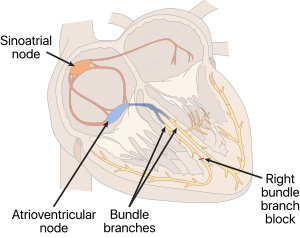 Sinoatrial
node
Atrioventricular
node
Bundle
branches
Right
bundle
branch
block